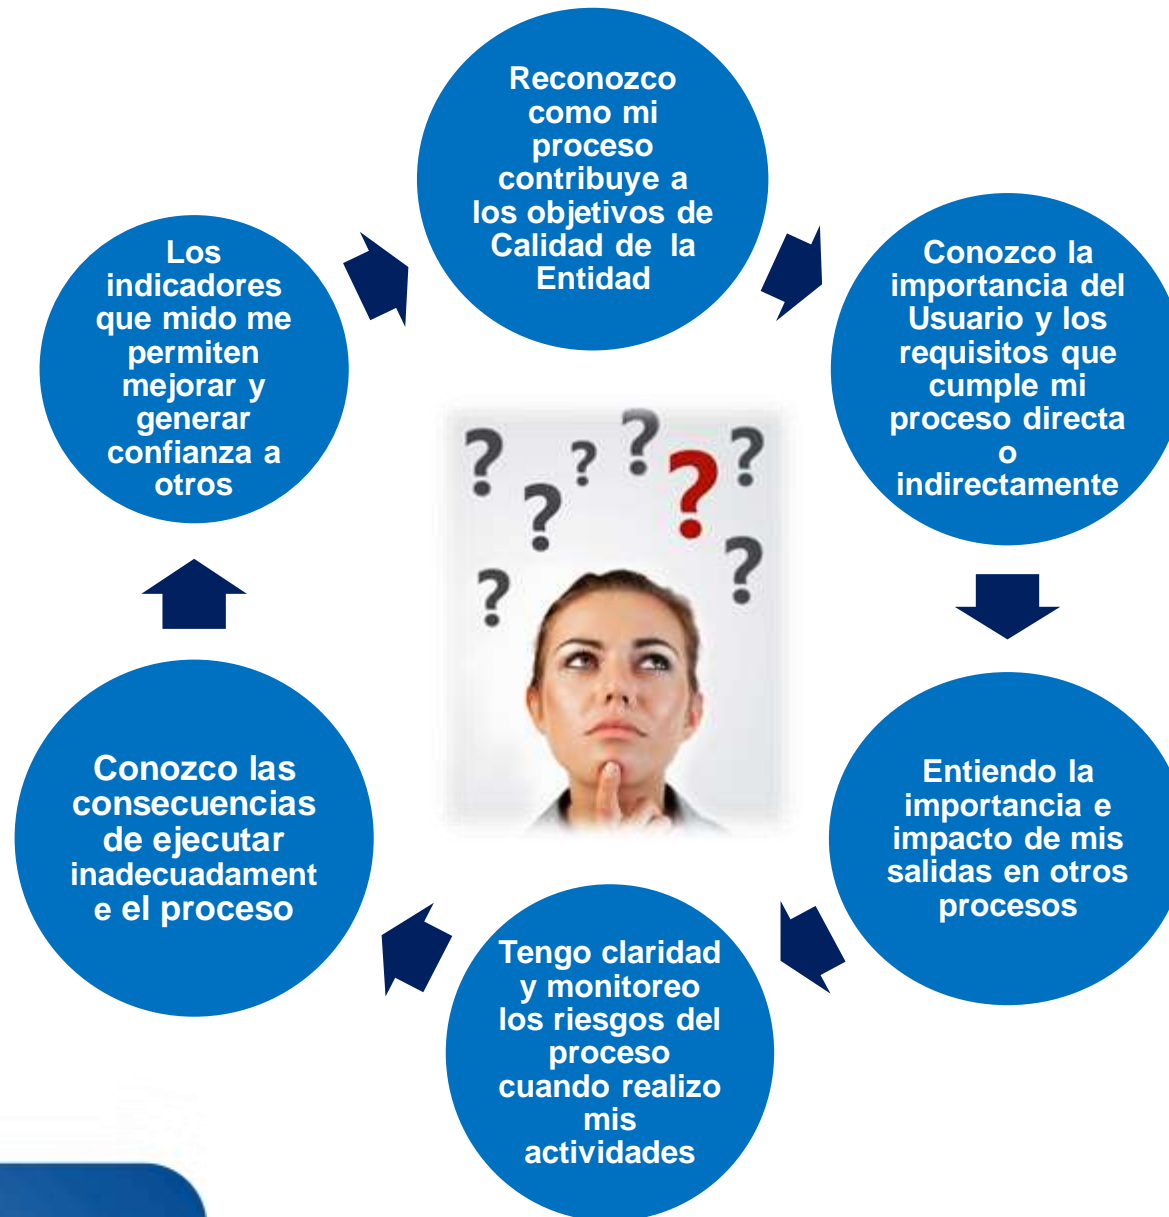 Reconozco
como mi
proceso
contribuye a
los objetivos de
Calidad de la
Entidad
Conozco la
importancia del
Usuario y los
requisitos que
cumple mi
proceso directa
o
indirectamente
Entiendo la
importancia e
impacto de mis
salidas en otros
procesos
Tengo claridad
y monitoreo
los riesgos del
proceso
cuando realizo
mis
actividades
Conozco las
consecuencias
de ejecutar
inadecuadament
e el proceso
Los
indicadores
que mido me
permiten
mejorar y
generar
confianza a
otros
? ? ? ? ? ? ? ?